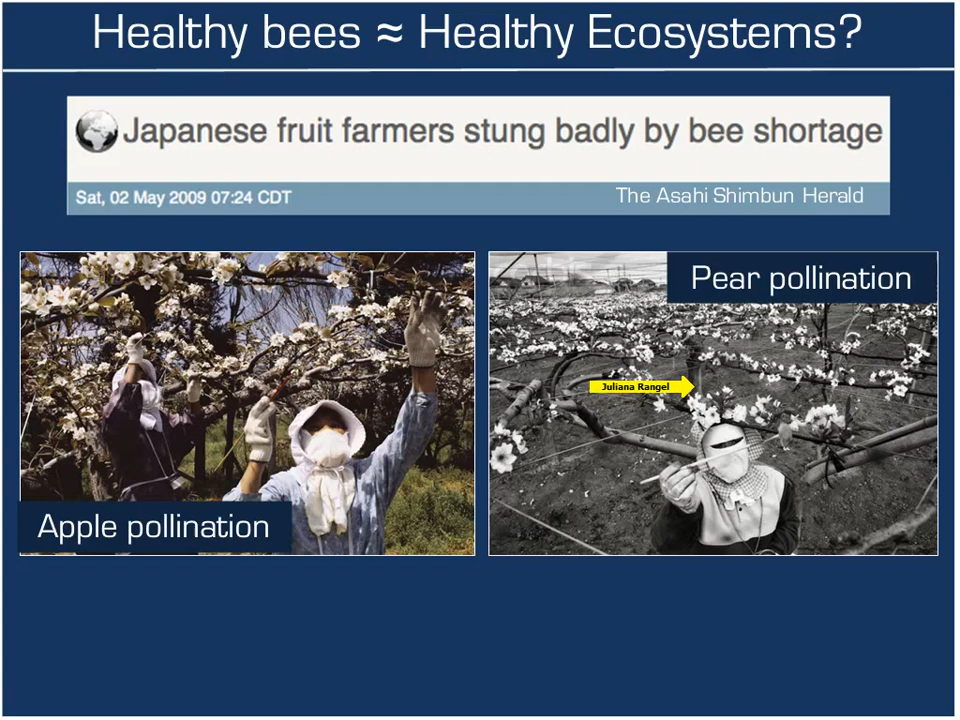 Healthy bees ≈ Healthy Ecosystems?
Japanese fruit farmers stung badly by bee shortage
Sat, 02 May 2009 07:24 CDT
The Asahi Shimbun Herald
Pear pollination
Juliana Rangel
Apple pollination